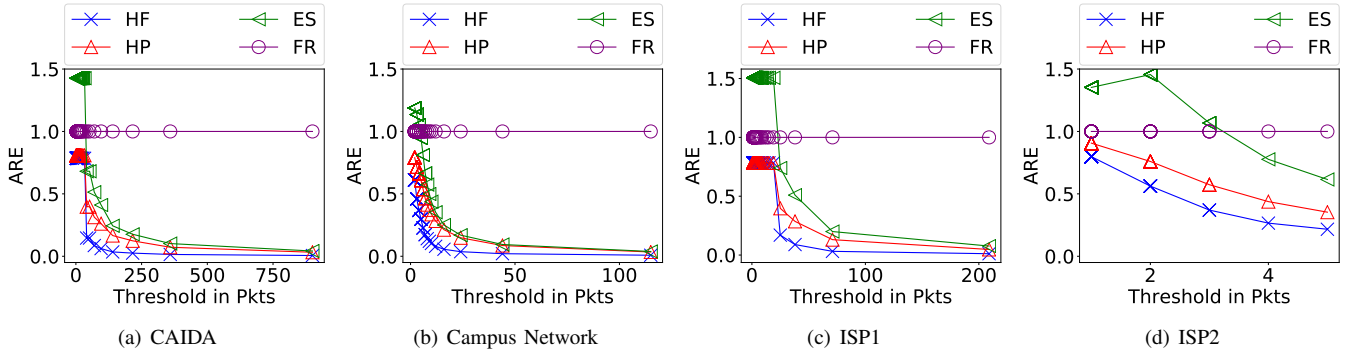 HF
HP
ES
FR
1.5
1.0
0.5
0.0
ARE
0
250
500
750
Threshold in Pkts
(a) CAIDA
HF
HP
ES
FR
1.5
1.0
0.5
0.0
ARE
0
50
100
Threshold in Pkts
(b) Campus Network
HF
HP
ES
FR
1.5
1.0
0.5
0.0
ARE
0
50
100
150
200
Threshold in Pkts
(c) ISP1
HF
HP
ES
FR
1.5
1.0
0.5
0.0
ARE
2
4
Threshold in Pkts
(d) ISP2